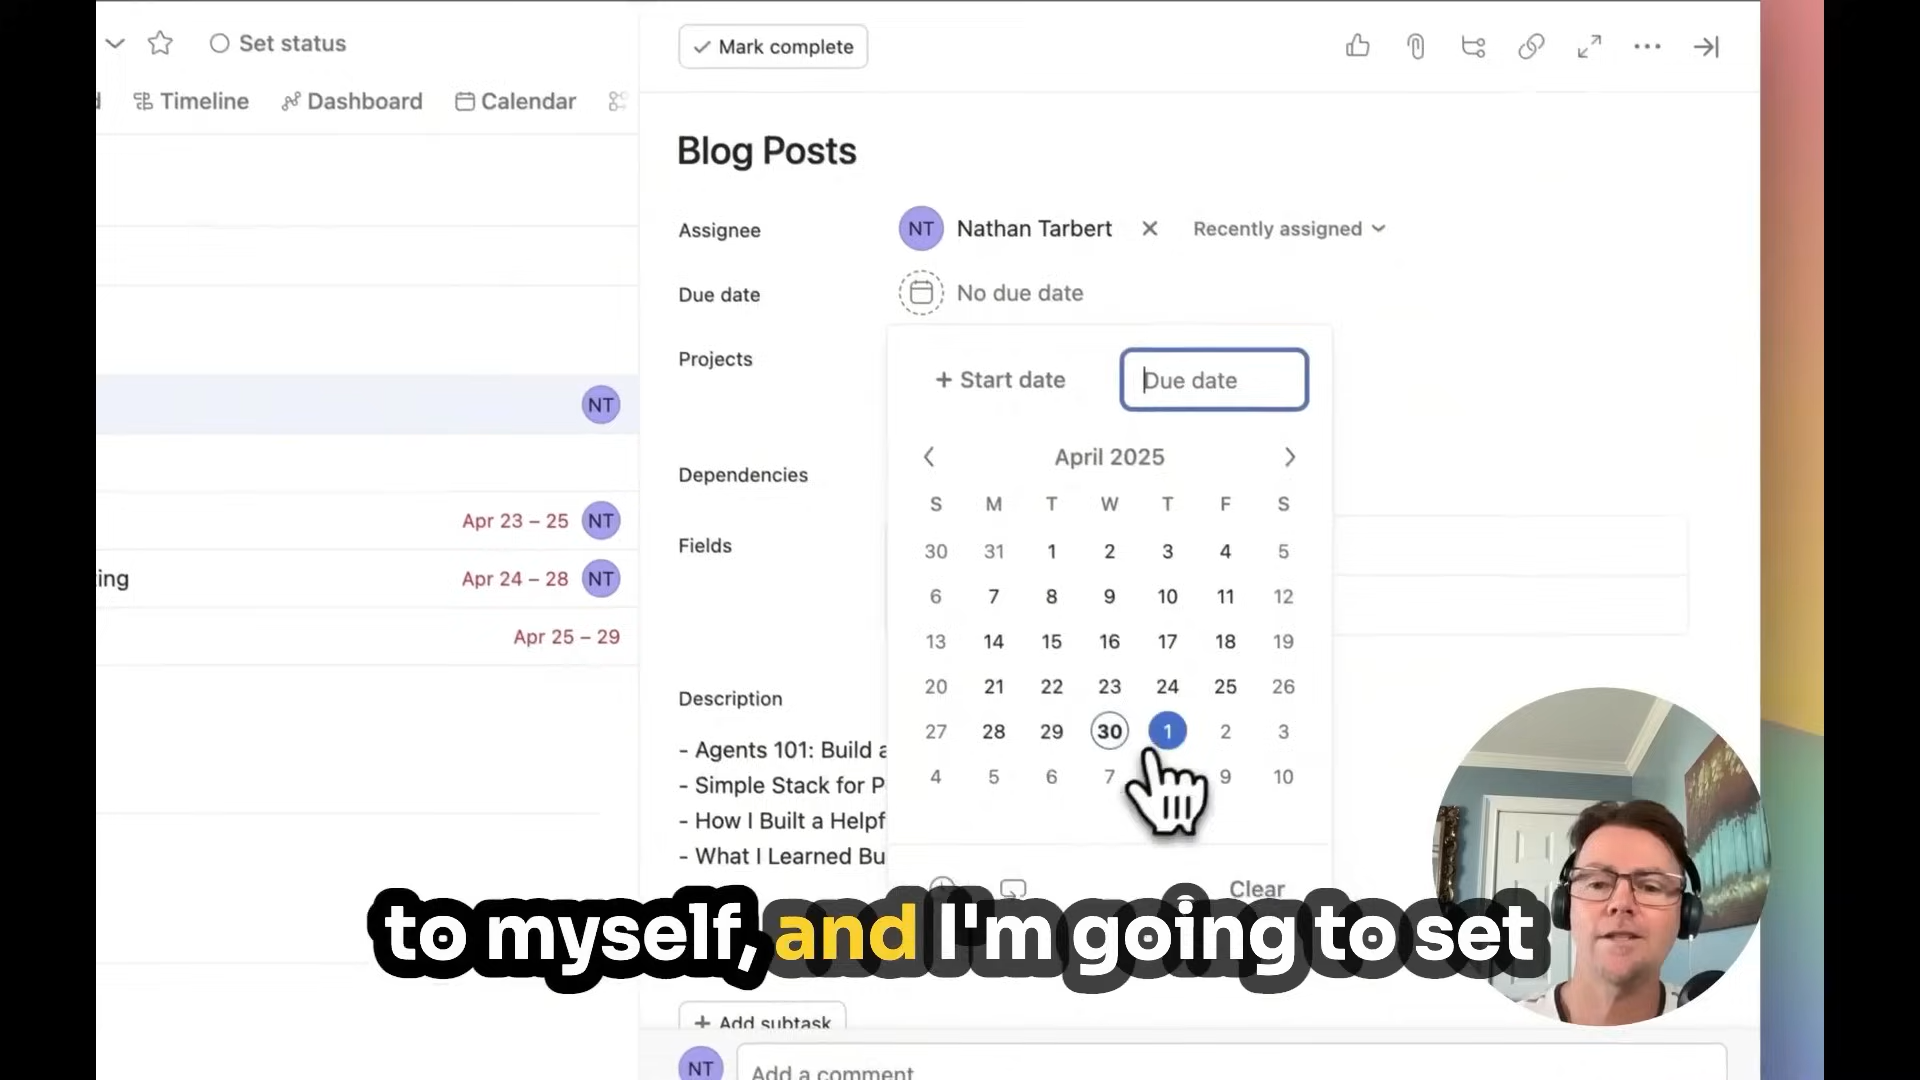 Set status
Timeline
Dashboard
Calendar
NT
Apr 23 – 25 NT
ing
Apr 24 – 28 NT
Apr 25 – 29
Mark complete
Blog Posts
Assignee
NT Nathan Tarbert
Recently assigned
Due date
No due date
Projects
+ Start date
Due date
April 2025
S M T W T F S
30 31 1 2 3 4 5
6 7 8 9 10 11 12
13 14 15 16 17 18 19
20 21 22 23 24 25 26
27 28 29 30 1 2 3
4 5 6 7 9 10
Clear
Dependencies
Fields
Description
- Agents 101: Build a
- Simple Stack for P
- How I Built a Helpf
- What I Learned Bu
to myself, and I'm going to set
+ Add subtask
NT
Add a comment